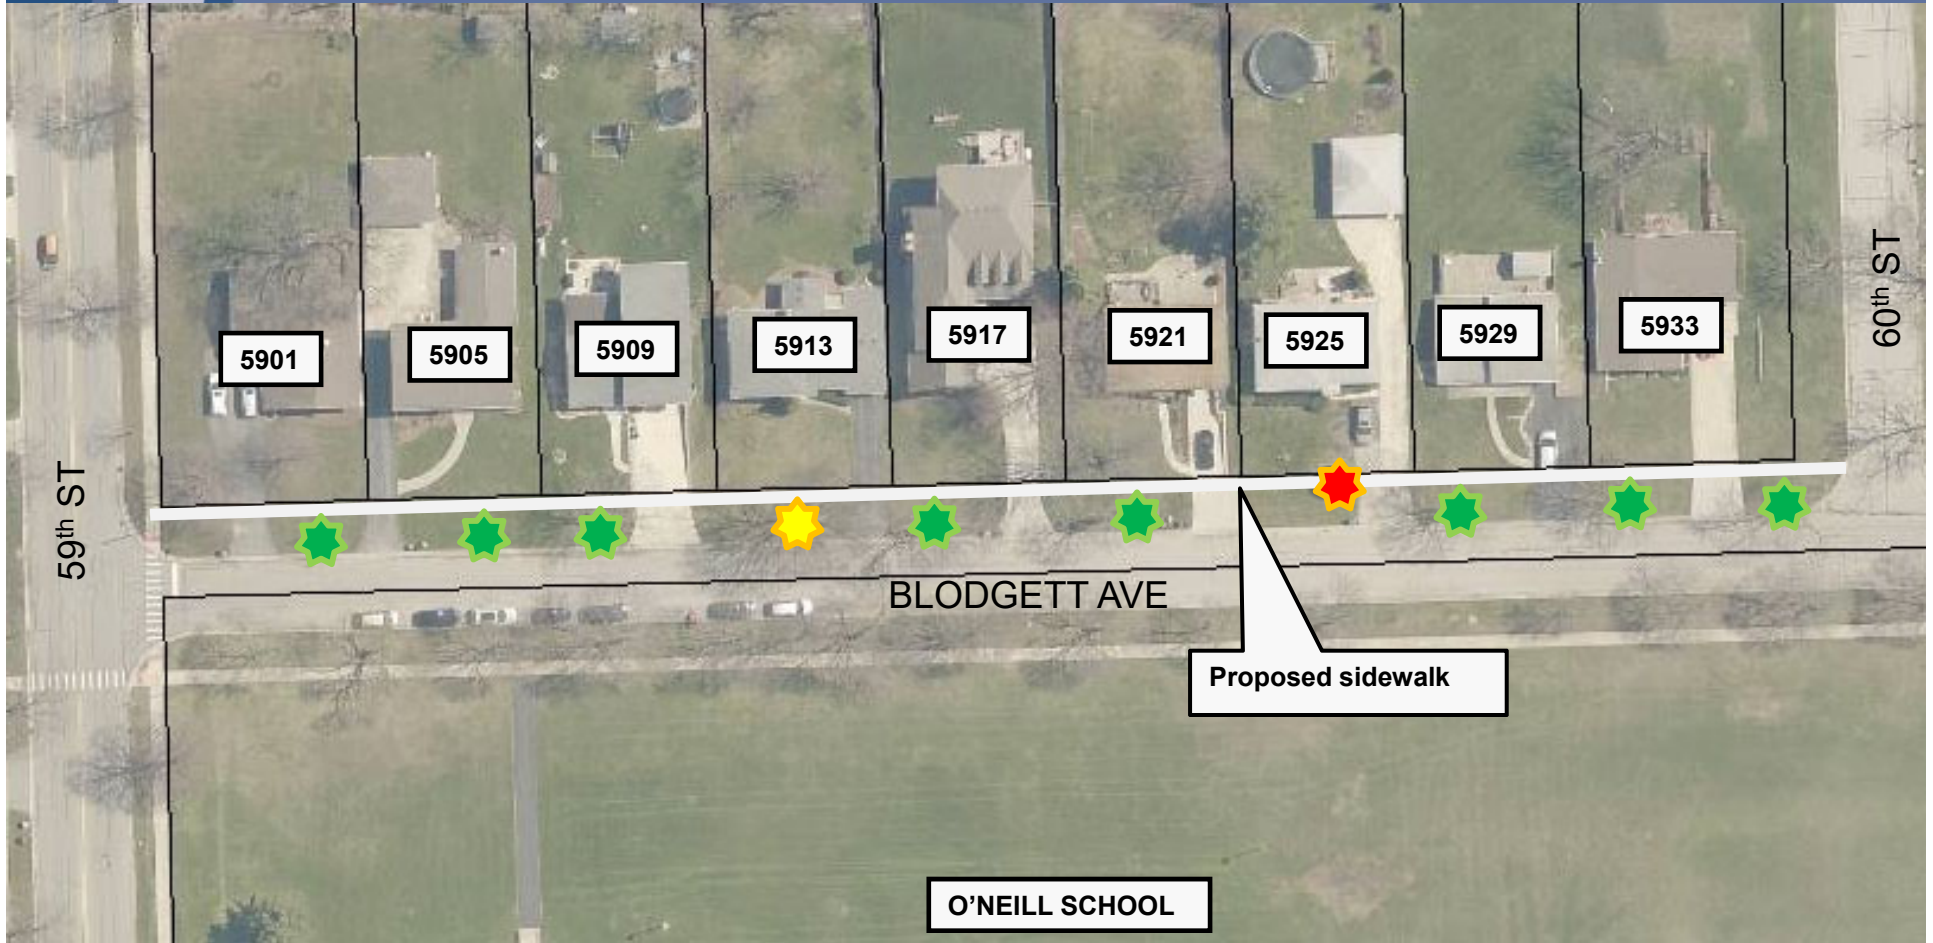 5901
5905
5909
5913
5917
5921
5925
5929
5933
60th ST
59th ST
BLODGETT AVE
Proposed sidewalk
O’NEILL SCHOOL